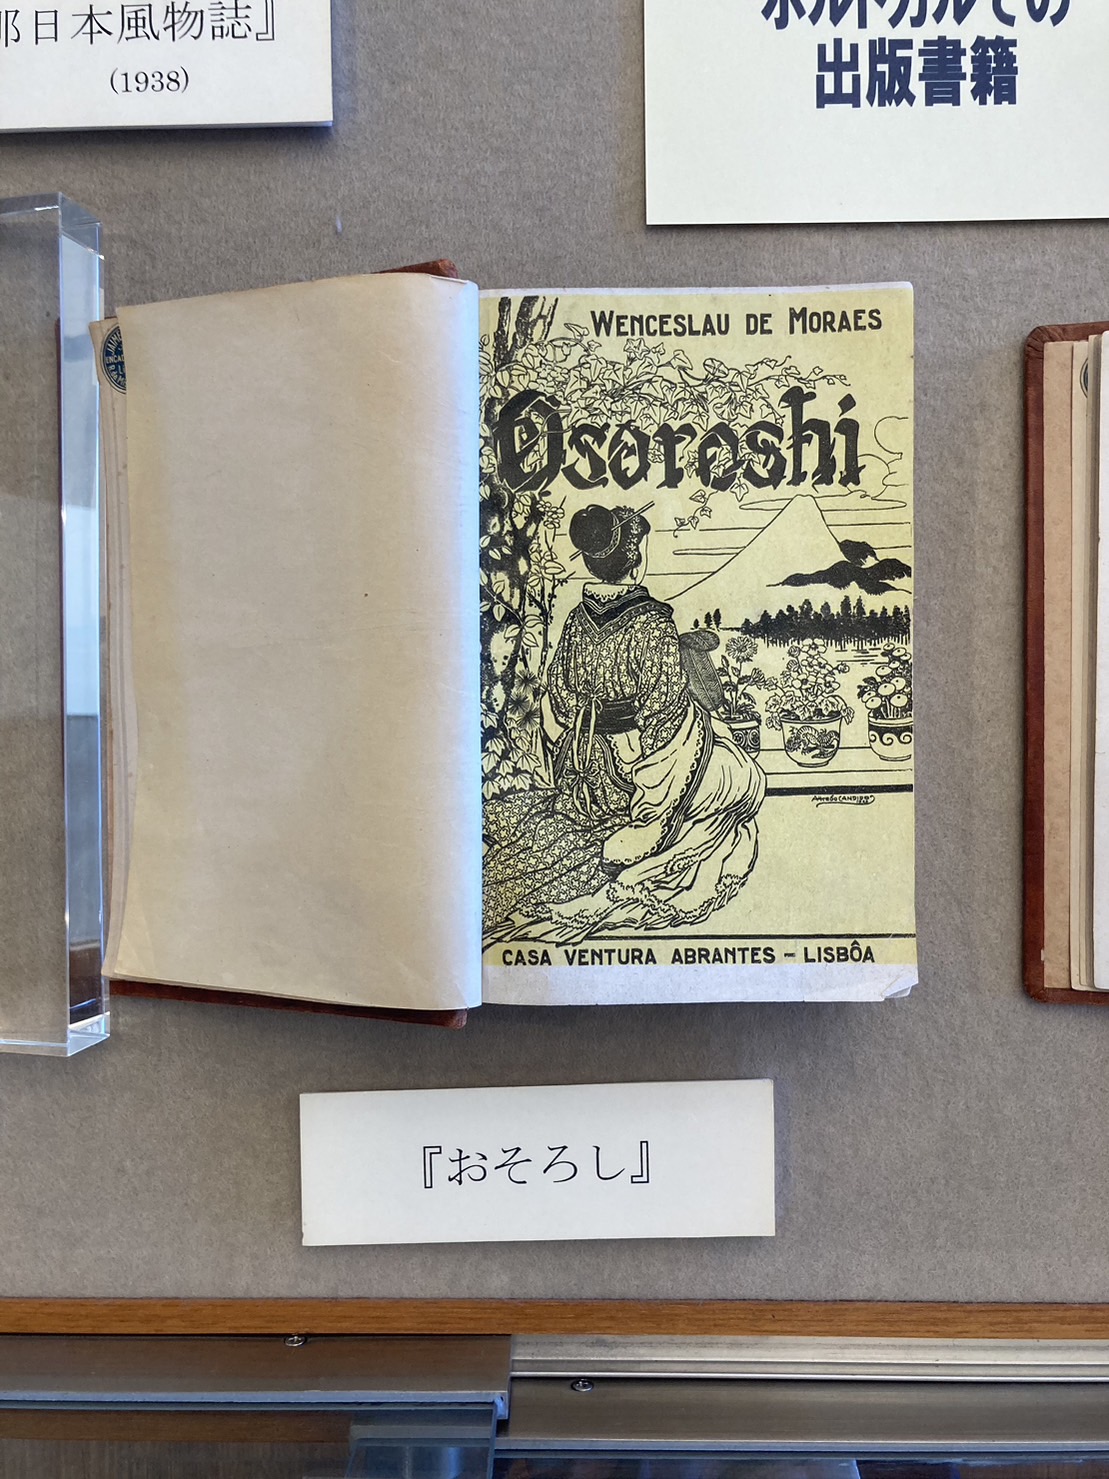 那日本風物誌』
(1938)
ポルトガルでの
出版書籍
WENCESLAU DE MORAES
Osoroshi
CASA VENTURA ABRANTES – LISBÔA
『おそろし』